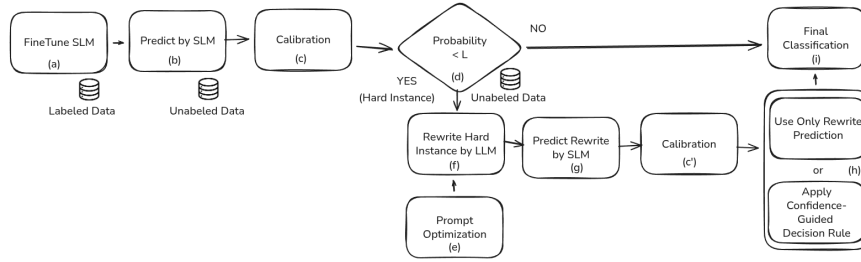 FineTune SLM
(a)
Labeled Data
Predict by SLM
(b)
Unabeled Data
Calibration
(c)
Probability
< L
(d)
Unabeled Data
NO
YES
(Hard Instance)
Final
Classification
(i)
Rewrite Hard
Instance by LLM
(f)
Predict Rewrite
by SLM
(g)
Calibration
(c')
Use Only Rewrite
Prediction
or (h)
Apply
Confidence-
Guided
Decision Rule
Prompt
Optimization
(e)